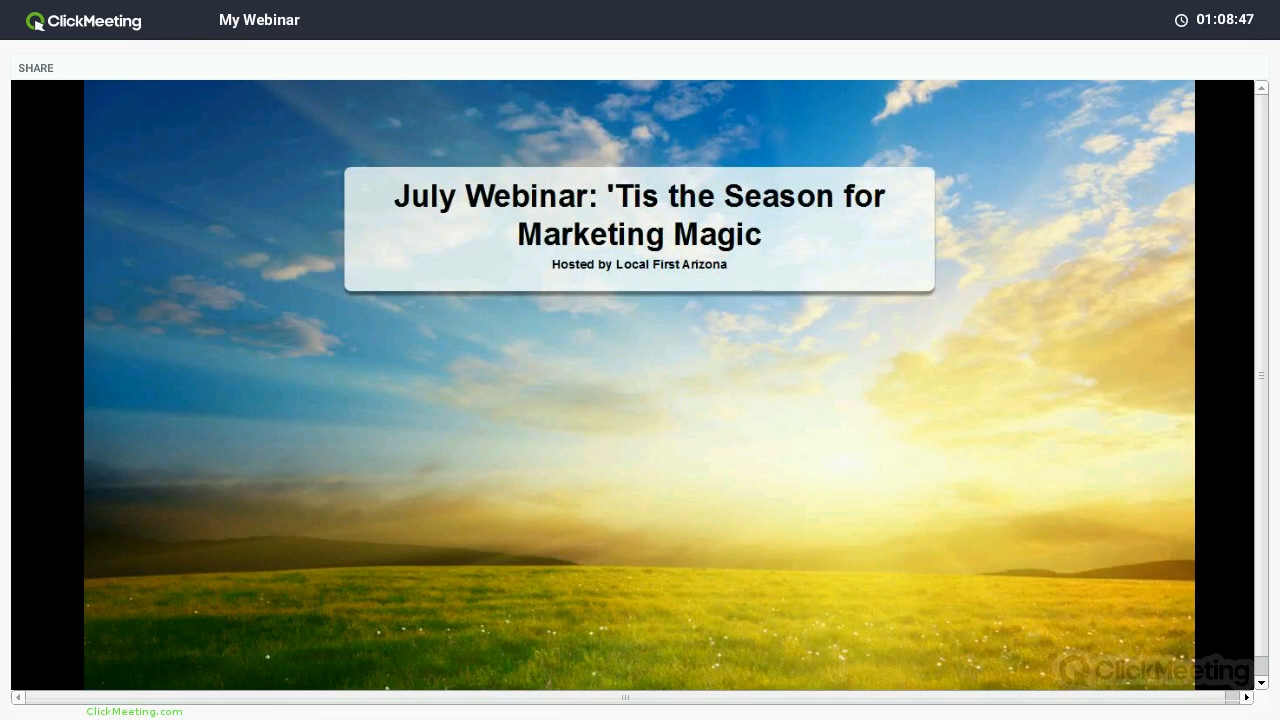 ClickMeeting
My Webinar
01:08:47
SHARE
July Webinar: 'Tis the Season for
Marketing Magic
Hosted by Local First Arizona
ClickMeeting
ClickMeeting.com